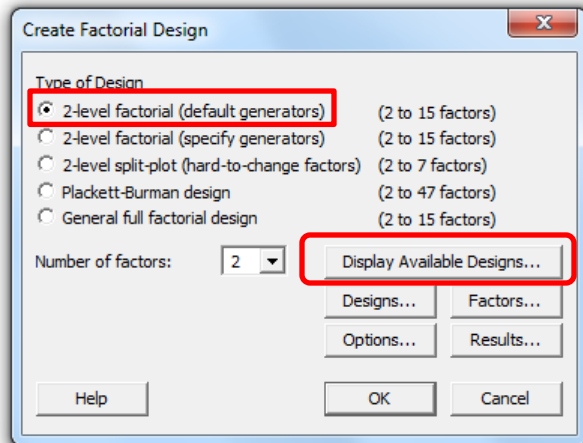 Create Factorial Design
Type of Design
2-level factorial (default generators) (2 to 15 factors)
2-level factorial (specify generators) (2 to 15 factors)
2-level split-plot (hard-to-change factors) (2 to 7 factors)
Plackett-Burman design (2 to 47 factors)
General full factorial design (2 to 15 factors)
Number of factors: 2 Display Available Designs...
Designs... Factors...
Options... Results...
Help OK Cancel